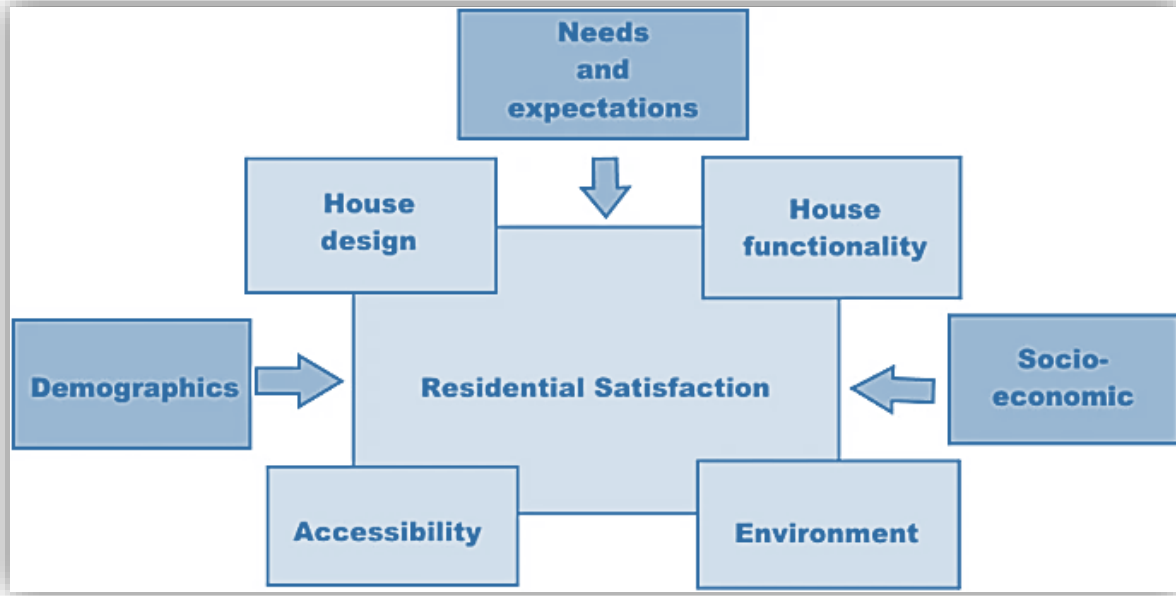 Needs
and
expectations
House
design
House
functionality
Demographics
Residential Satisfaction
Socio-
economic
Accessibility
Environment